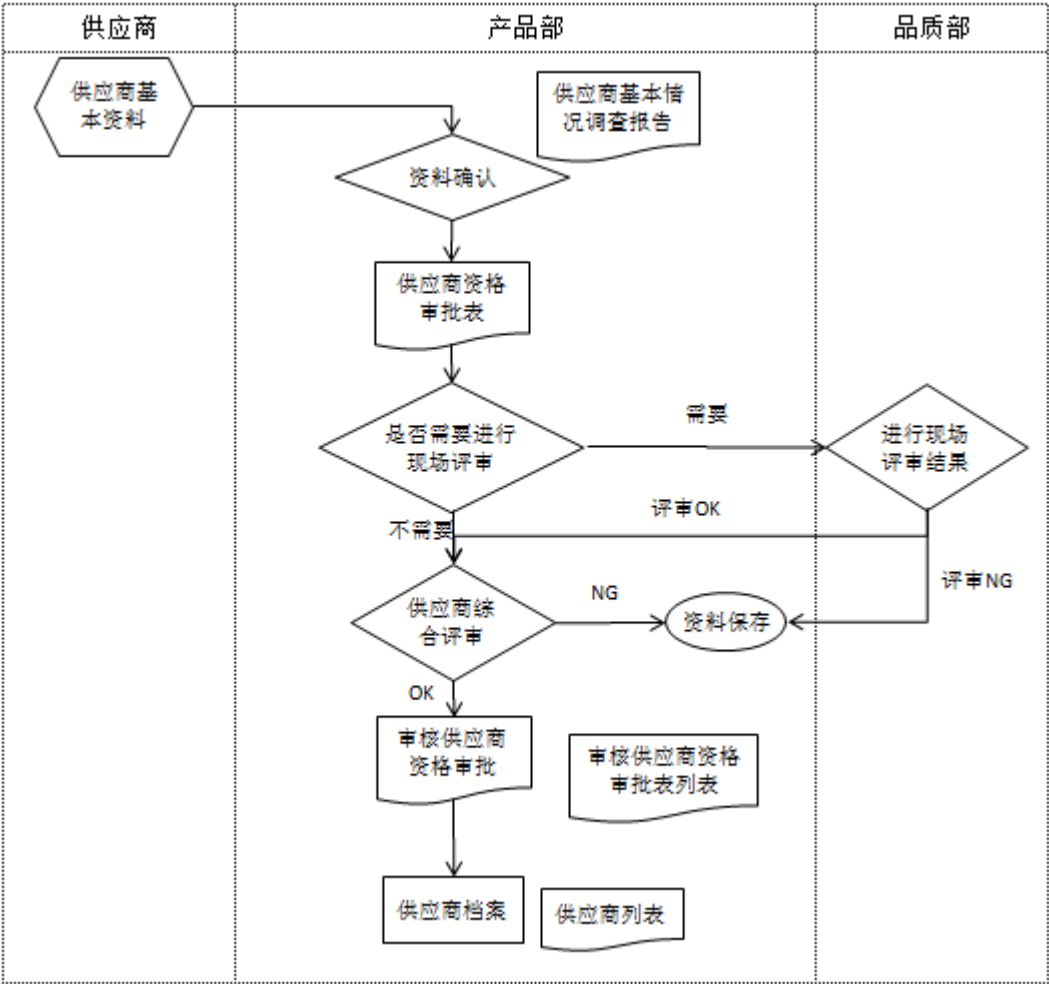 供应商
产品部
品质部
供应商基
本资料
供应商基本情
况调查报告
资料确认
供应商资格
审批表
是否需要进行
现场评审
需要
进行现场
评审结果
不需要
评审OK
评审NG
供应商综
合评审
NG
资料保存
OK
审核供应商
资格审批
审核供应商资格
审批表列表
供应商档案
供应商列表